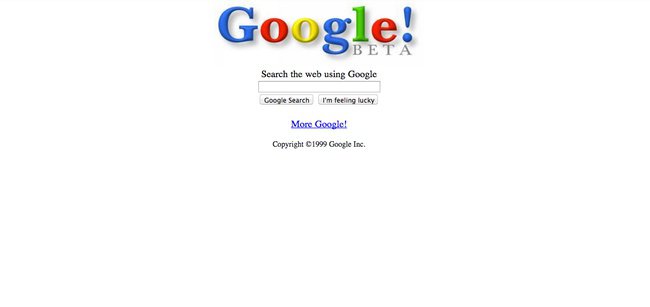 Google!
BETA
Search the web using Google
Google Search I'm feeling lucky
More Google!
Copyright ©1999 Google Inc.